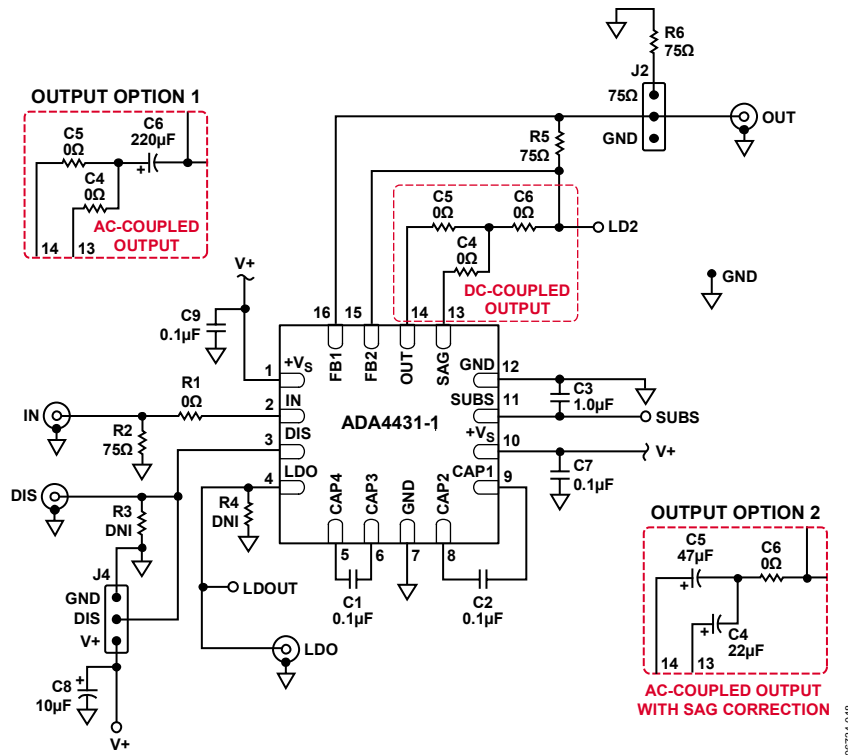 R6
75Ω
J2
75Ω
GND
OUT
OUTPUT OPTION 1
C6
220µF
+
C5
0Ω
C4
0Ω
AC-COUPLED
OUTPUT
14 13
R5
75Ω
C5
0Ω
C6
0Ω
C4
0Ω
LD2
DC-COUPLED
OUTPUT
GND
V+
C9
0.1µF
16 15 14 13
FB1
FB2
OUT
SAG
ADA4431-1
1
+VS
2
IN
3
DIS
4
LDO
GND
12
SUBS
11
+VS
10
CAP1
9
CAP4
CAP3
GND
CAP2
5 6 7 8
R1
0Ω
IN
R2
75Ω
DIS
R3
DNI
R4
DNI
J4
GND
DIS
V+
C8
10µF
+
V+
LDOUT
LDO
C1
0.1µF
C2
0.1µF
C3
1.0µF
SUBS
V+
C7
0.1µF
OUTPUT OPTION 2
C5
47µF
+
C6
0Ω
C4
22µF
+
14 13
AC-COUPLED OUTPUT
WITH SAG CORRECTION